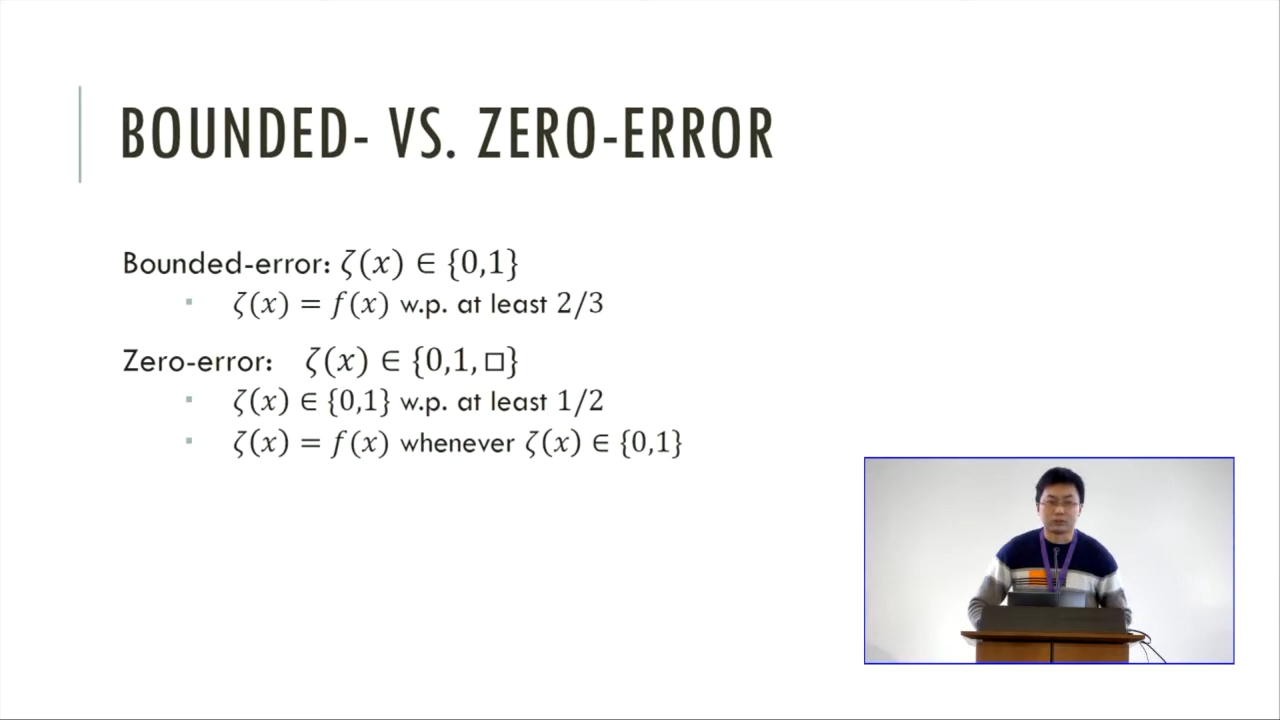 BOUNDED- VS. ZERO-ERROR
Bounded-error: ζ(x) ∈ {0,1}
▪ ζ(x) = f(x) w.p. at least 2/3
Zero-error: ζ(x) ∈ {0,1,□}
▪ ζ(x) ∈ {0,1} w.p. at least 1/2
▪ ζ(x) = f(x) whenever ζ(x) ∈ {0,1}